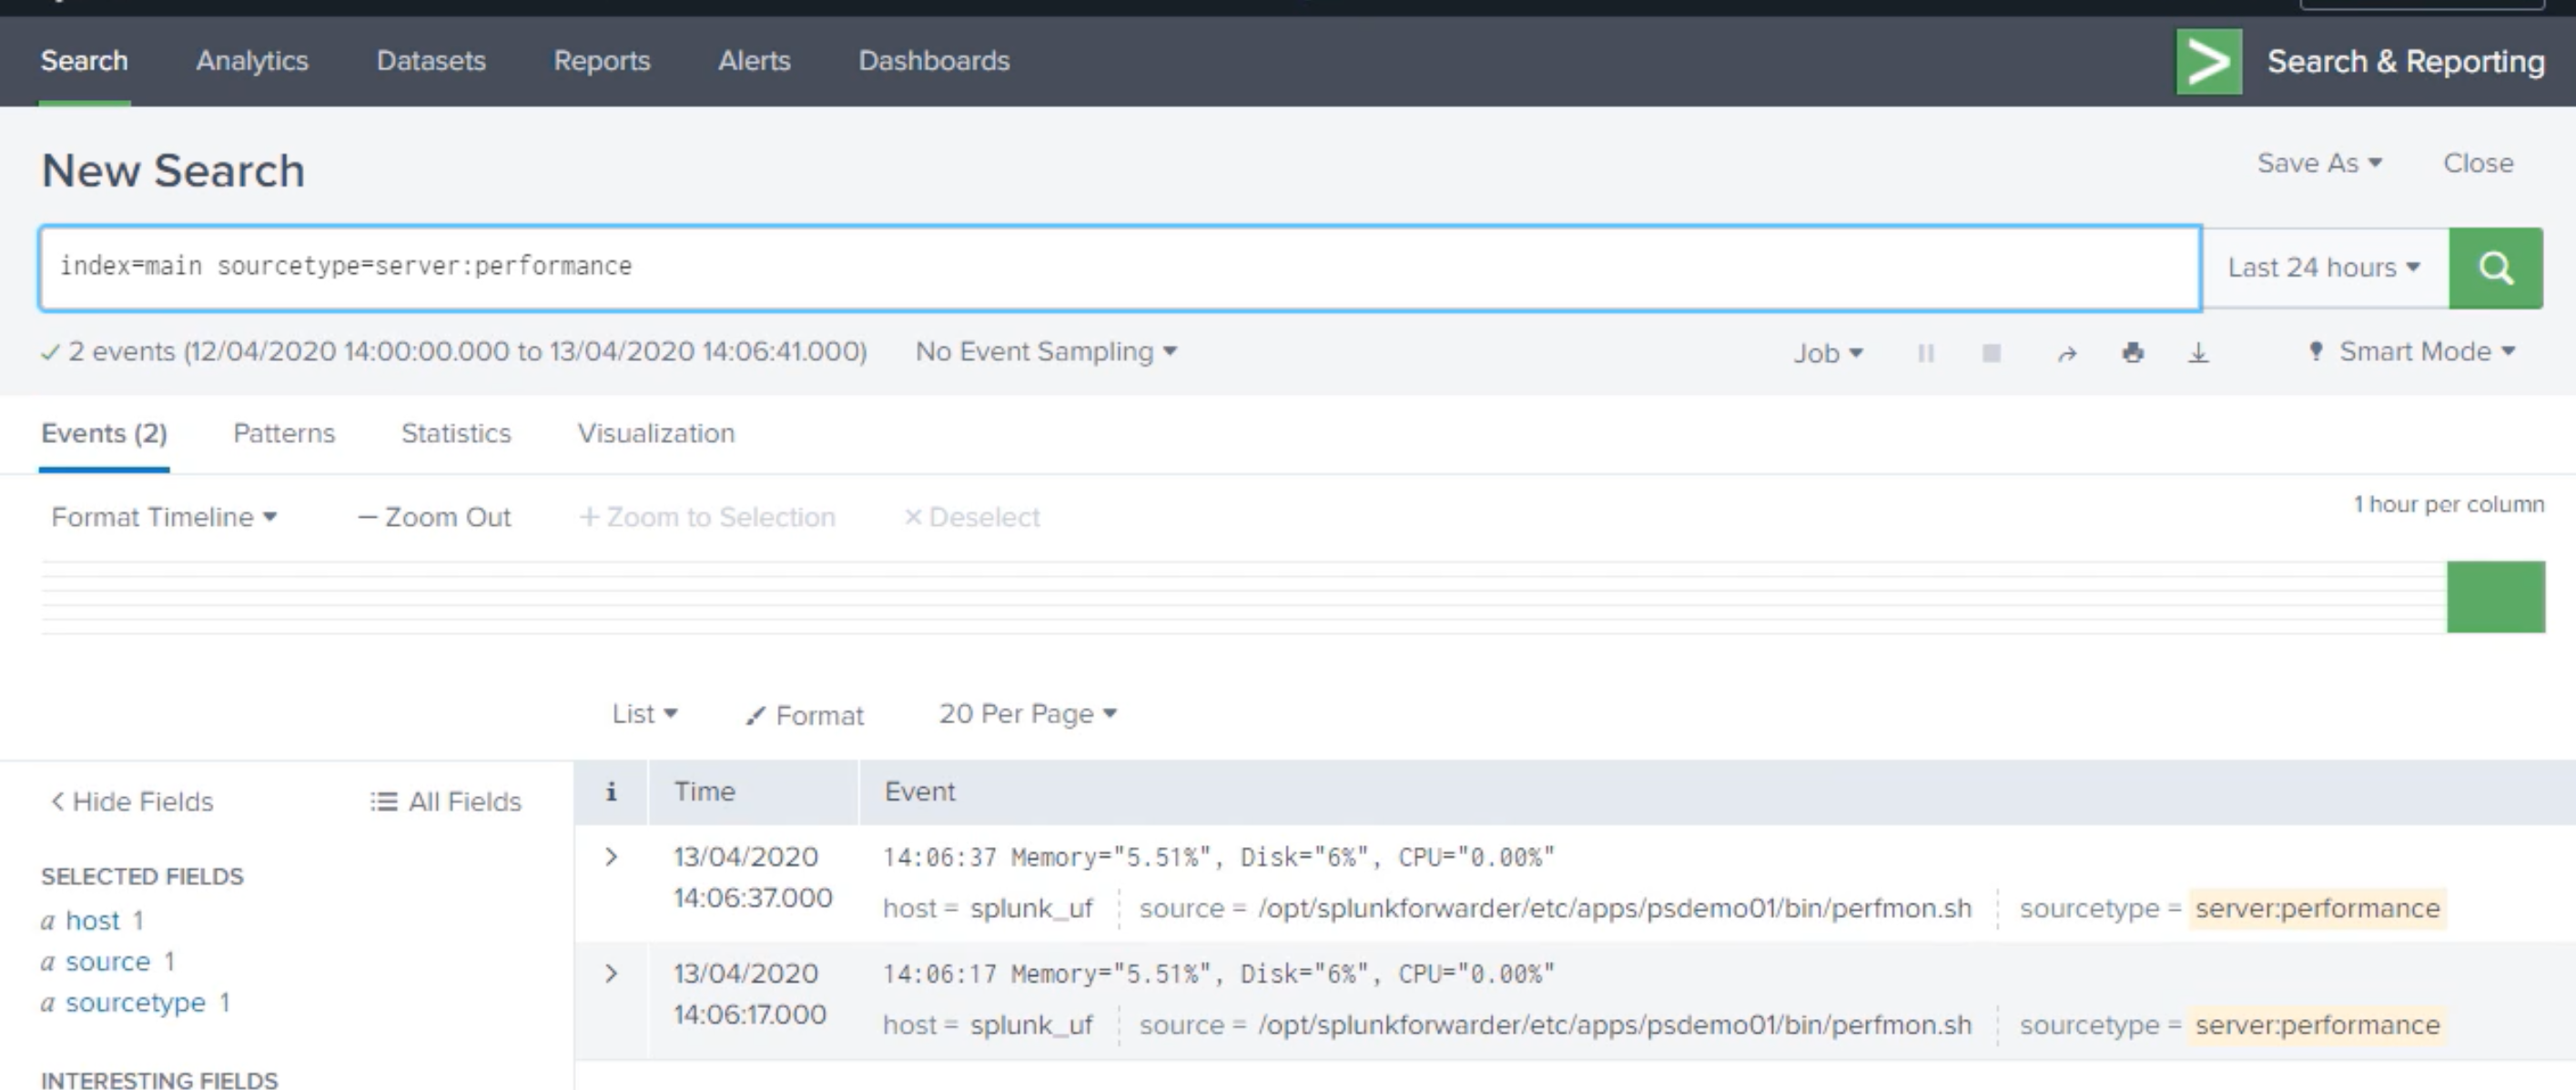 Search Analytics Datasets Reports Alerts Dashboards Search & Reporting
New Search Save As Close
index=main sourcetype=server:performance Last 24 hours
2 events (12/04/2020 14:00:00.000 to 13/04/2020 14:06:41.000) No Event Sampling Job Smart Mode
Events (2) Patterns Statistics Visualization
Format Timeline — Zoom Out + Zoom to Selection × Deselect 1 hour per column
List Format 20 Per Page
< Hide Fields All Fields
SELECTED FIELDS
a host 1
a source 1
a sourcetype 1
INTERESTING FIELDS
i Time Event
> 13/04/2020 14:06:37 Memory="5.51%", Disk="6%", CPU="0.00%"
14:06:37.000 host = splunk_uf source = /opt/splunkforwarder/etc/apps/psdemo01/bin/perfmon.sh sourcetype = server:performance
> 13/04/2020 14:06:17 Memory="5.51%", Disk="6%", CPU="0.00%"
14:06:17.000 host = splunk_uf source = /opt/splunkforwarder/etc/apps/psdemo01/bin/perfmon.sh sourcetype = server:performance